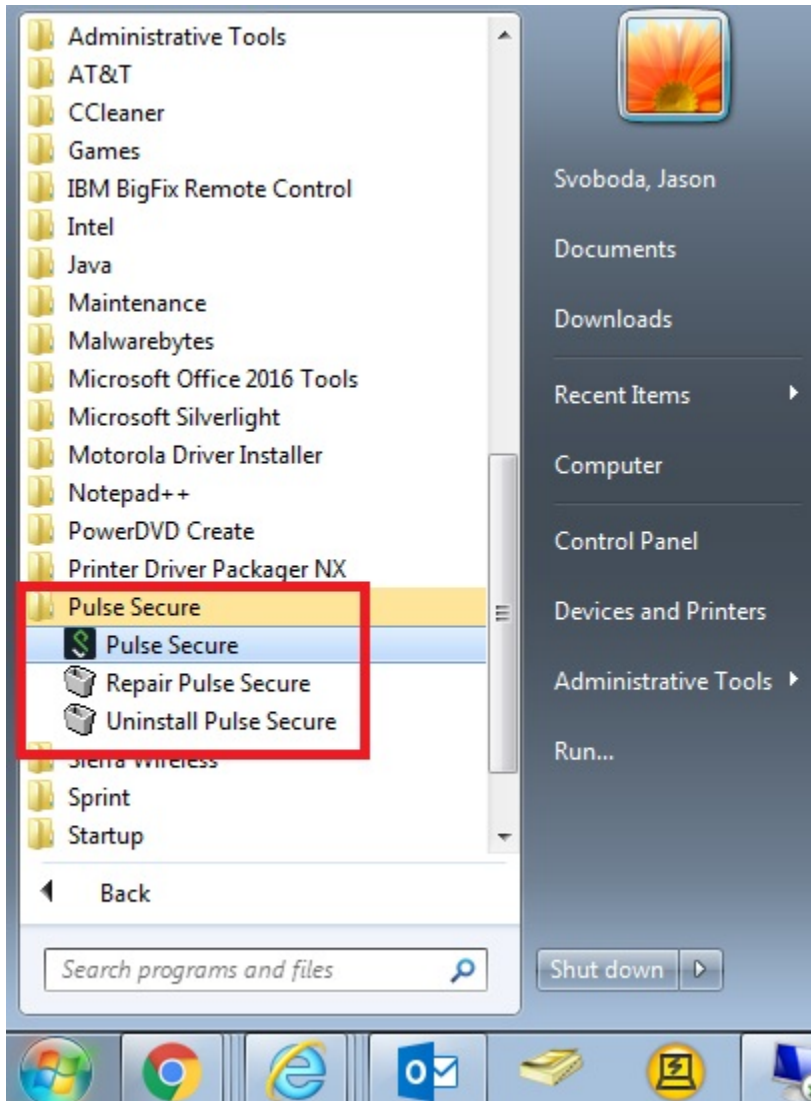 Administrative Tools
AT&T
CCleaner
Games
IBM BigFix Remote Control
Intel
Java
Maintenance
Malwarebytes
Microsoft Office 2016 Tools
Microsoft Silverlight
Motorola Driver Installer
Notepad++
PowerDVD Create
Printer Driver Packager NX
Pulse Secure
Pulse Secure
Repair Pulse Secure
Uninstall Pulse Secure
Sierra Wireless
Sprint
Startup
Back
Search programs and files
Svoboda, Jason
Documents
Downloads
Recent Items
Computer
Control Panel
Devices and Printers
Administrative Tools
Run...
Shut down